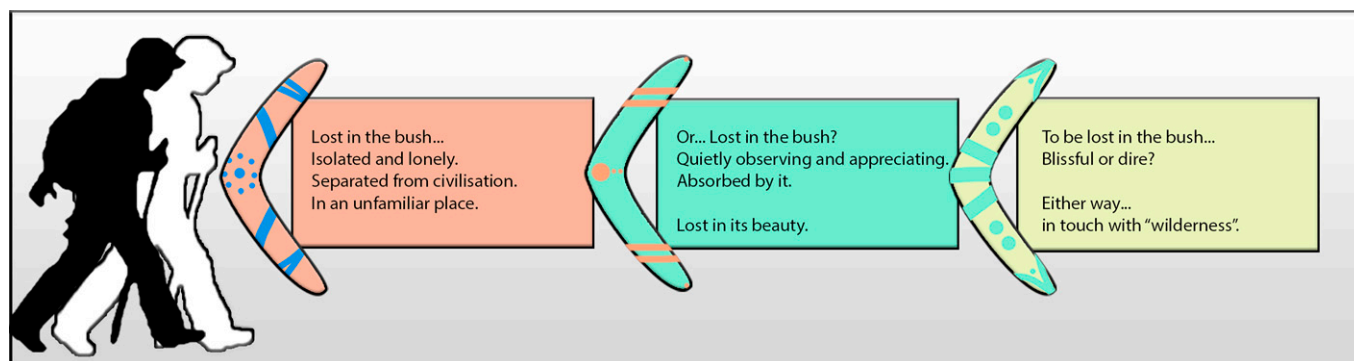 Lost in the bush...
Isolated and lonely.
Separated from civilisation.
In an unfamiliar place.
Or... Lost in the bush?
Quietly observing and appreciating.
Absorbed by it.
Lost in its beauty.
To be lost in the bush...
Blissful or dire?
Either way...
in touch with “wilderness”.